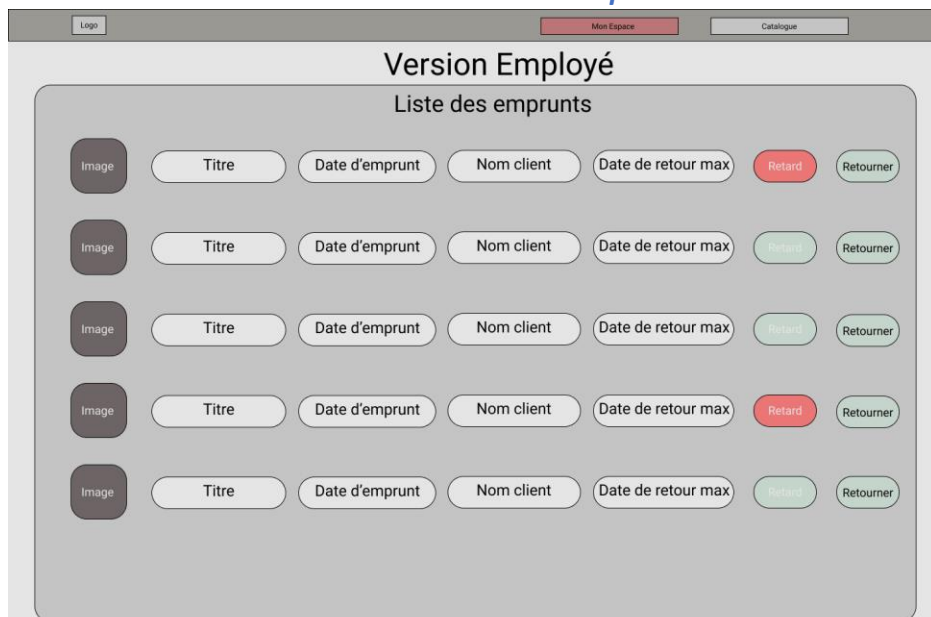 Logo Mon Espace Catalogue
Version Employé
Liste des emprunts
Image Titre Date d'emprunt Nom client Date de retour max Retard Retourner
Image Titre Date d'emprunt Nom client Date de retour max Retard Retourner
Image Titre Date d'emprunt Nom client Date de retour max Retard Retourner
Image Titre Date d'emprunt Nom client Date de retour max Retard Retourner
Image Titre Date d'emprunt Nom client Date de retour max Retard Retourner